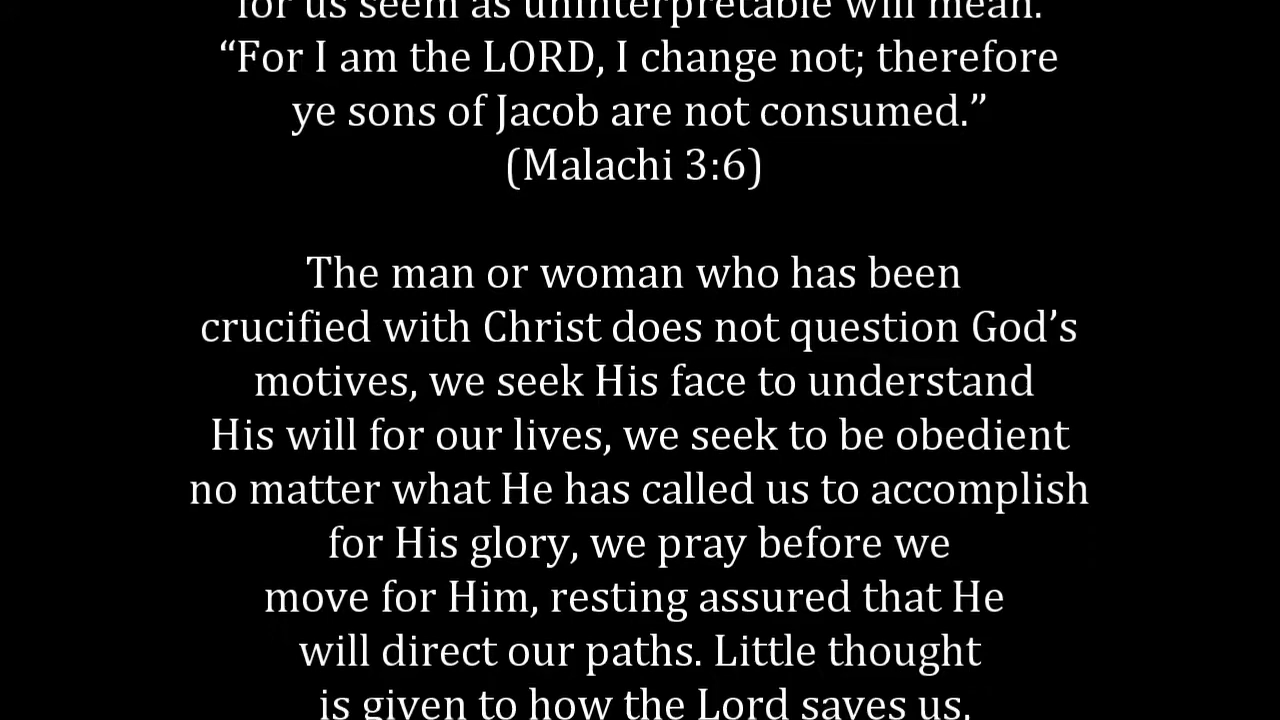 for us seem as uninterpretable will mean.
“For I am the LORD, I change not; therefore
ye sons of Jacob are not consumed.”
(Malachi 3:6)
The man or woman who has been
crucified with Christ does not question God’s
motives, we seek His face to understand
His will for our lives, we seek to be obedient
no matter what He has called us to accomplish
for His glory, we pray before we
move for Him, resting assured that He
will direct our paths. Little thought
is given to how the Lord saves us,